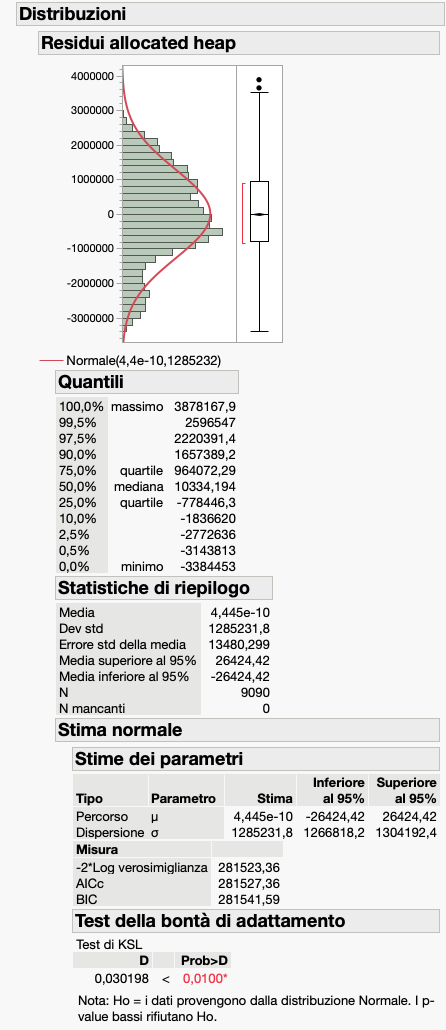 Distribuzioni
Residui allocated heap
4000000
3000000
2000000
1000000
0
-1000000
-2000000
-3000000
Normale(4,4e-10,1285232)
Quantili
100,0% massimo 3878167,9
99,5% 2596547
97,5% 2220391,4
90,0% 1657389,2
75,0% quartile 964072,29
50,0% mediana 10334,194
25,0% quartile -778446,3
10,0% -1836620
2,5% -2772636
0,5% -3143813
0,0% minimo -3384453
Statistiche di riepilogo
Media 4,445e-10
Dev std 1285231,8
Errore std della media 13480,299
Media superiore al 95% 26424,42
Media inferiore al 95% -26424,42
N 9090
N mancanti 0
Stima normale
Stime dei parametri
Inferiore Superiore
Tipo Parametro Stima al 95% al 95%
Percorso μ 4,445e-10 -26424,42 26424,42
Dispersione σ 1285231,8 1266818,2 1304192,4
Misura
-2*Log verosimiglianza 281523,36
AICc 281527,36
BIC 281541,59
Test della bontà di adattamento
Test di KSL
D Prob>D
0,030198 < 0,0100*
Nota: Ho = i dati provengono dalla distribuzione Normale. I p-
value bassi rifiutano Ho.